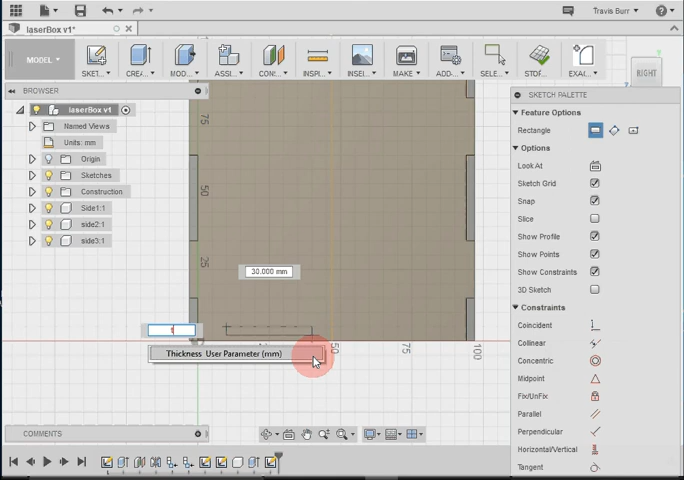 Travis Burr
laserBox v1*
MODEL
SKET...
CREA...
MOD...
ASSI...
CON...
INSPI...
INSEL...
MAKE
ADD-...
SELE...
STOF...
EXAI...
RIGHT
BROWSER
SKETCH PALETTE
laserBox v1
Feature Options
Named Views
Rectangle
Units: mm
Options
Origin
Look At
Sketches
Sketch Grid
Construction
Snap
Side1:1
Slice
side2:1
Show Profile
side3:1
Show Points
Show Constraints
3D Sketch
75
50
25
30.000 mm
t
Thickness User Parameter (mm)
50
75
100
Constraints
Coincident
Collinear
Concentric
Midpoint
Fix/UnFix
Parallel
Perpendicular
Horizontal/Vertical
Tangent
COMMENTS